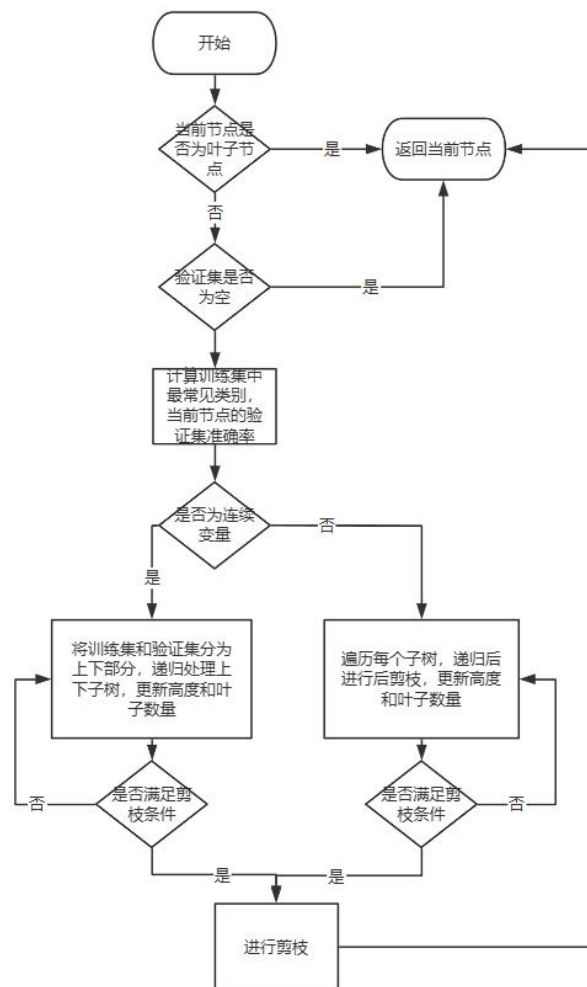 开始
当前节点是
否为叶子节
点
是
返回当前节点
否
验证集是否
为空
是
计算训练集中
最常见类别，
当前节点的验
证集准确率
是否为连续
变量
否
是
将训练集和验证集分为
上下部分，递归处理上
下子树，更新高度和叶
子数量
遍历每个子树，递归后
进行后剪枝，更新高度
和叶子数量
否
是否满足剪
枝条件
是否满足剪
枝条件
否
是
是
进行剪枝